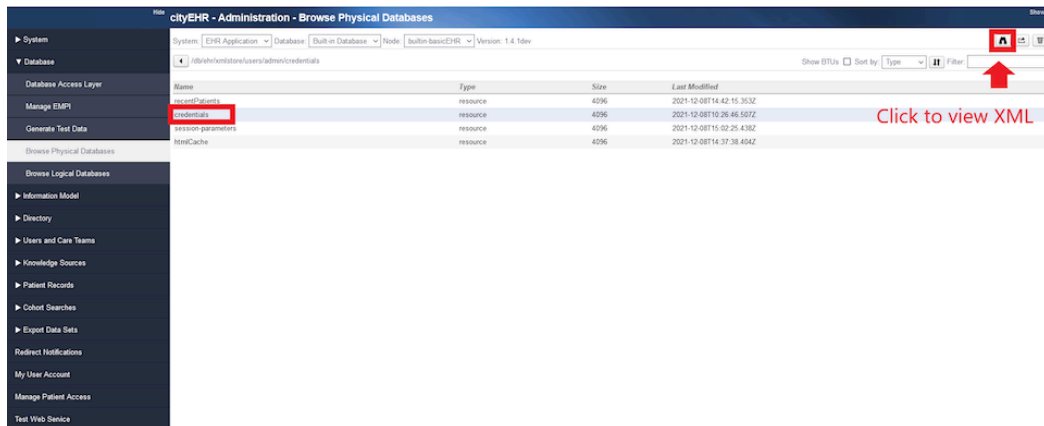 Hide cityEHR - Administration - Browse Physical Databases Show
▶ System
System: EHR Application Database: Built-in Database Node: builtin-basicEHR Version: 1.4.1dev
▼ Database
/db/ehr/xmlstore/users/admin/credentials Show BTUs Sort by: Type Filter:
Database Access Layer
Name Type Size Last Modified
recentPatients resource 4096 2021-12-08T14:42:15.353Z
Manage EMPI
credentials resource 4096 2021-12-08T10:26:46.507Z
Click to view XML
Generate Test Data
session-parameters resource 4096 2021-12-08T15:02:25.438Z
htmlCache resource 4096 2021-12-08T14:37:38.404Z
Browse Physical Databases
Browse Logical Databases
▶ Information Model
▶ Directory
▶ Users and Care Teams
▶ Knowledge Sources
▶ Patient Records
▶ Cohort Searches
▶ Export Data Sets
Redirect Notifications
My User Account
Manage Patient Access
Test Web Service